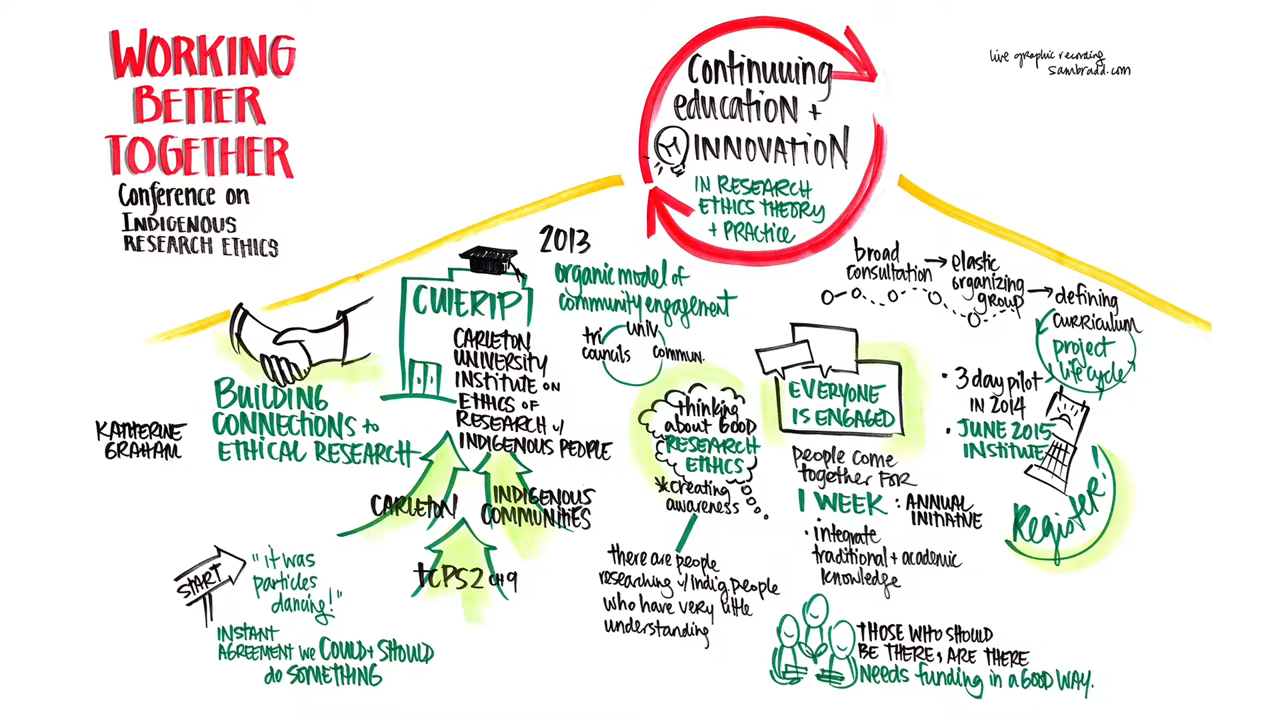 WORKING
BETTER
TOGETHER
Conference on
INDIGENOUS
RESEARCH ETHICS
Continuuing
education +
INNOVATION
IN RESEARCH
ETHICS THEORY
+ PRACTICE
live graphic recording
sambradd.com
KATHERINE
GRAHAM
BUILDING
CONNECTIONS to
ETHICAL RESEARCH
CUIERIP
CARLETON
UNIVERSITY
INSTITUTE ON
ETHICS OF
RESEARCH w/
INDIGENOUS PEOPLE
2013
organic model of
community engagement
tri
councils
univ
commun.
CARLETON
INDIGENOUS
COMMUNITIES
TCPS2 CH9
START
"it was
particles
dancing!"
INSTANT
AGREEMENT we COULD + SHOULD
do SOMETHING
thinking
about GOOD
RESEARCH
ETHICS
*creating
awareness
there are people
researching w/ indig people
who have very little
understanding
broad
consultation → elastic
organizing
group → defining
curriculum
project
lifecycle
EVERYONE
IS ENGAGED
people come
together FOR
1 WEEK : ANNUAL
INITIATIVE
• integrate
traditional + academic
knowledge
• 3 day pilot
IN 2014
• JUNE 2015
INSTITUTE
Register!
THOSE WHO SHOULD
BE THERE, ARE THERE
Needs funding in a GOOD WAY.